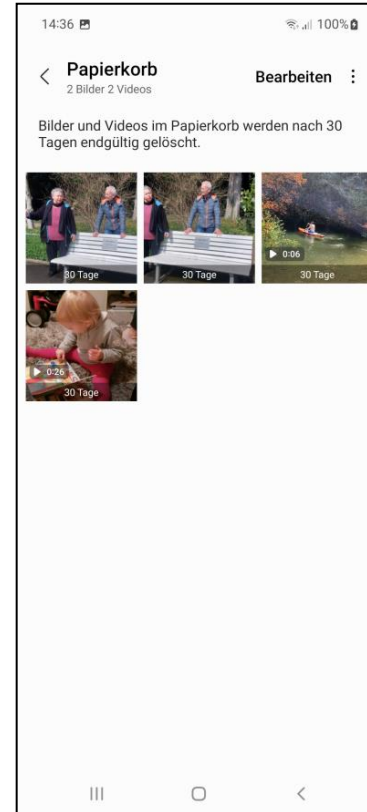 14:36 100%
Papierkorb Bearbeiten
2 Bilder 2 Videos
Bilder und Videos im Papierkorb werden nach 30
Tagen endgültig gelöscht.
30 Tage 30 Tage 0:06
30 Tage
0:26
30 Tage